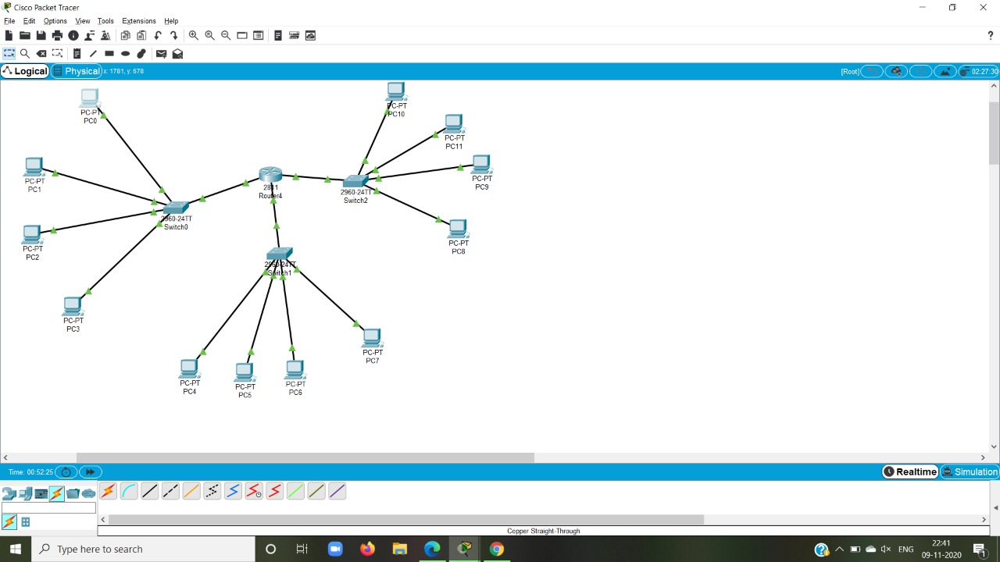 Cisco Packet Tracer
File Edit Options View Tools Extensions Help
?
Logical Physical x: 1781, y: 678 [Root] 02:27:30
PC-PT
PC0
PC-PT
PC10
PC-PT
PC11
PC-PT
PC1
PC-PT
PC9
2811
Router4
2960-24TT
Switch2
2960-24TT
Switch0
PC-PT
PC2
PC-PT
PC8
2960-24TT
Switch1
PC-PT
PC3
PC-PT
PC7
PC-PT
PC4
PC-PT
PC5
PC-PT
PC6
Time: 00:52:25 Realtime Simulation
Copper Straight-Through
Type here to search
ENG
22:41
09-11-2020
1